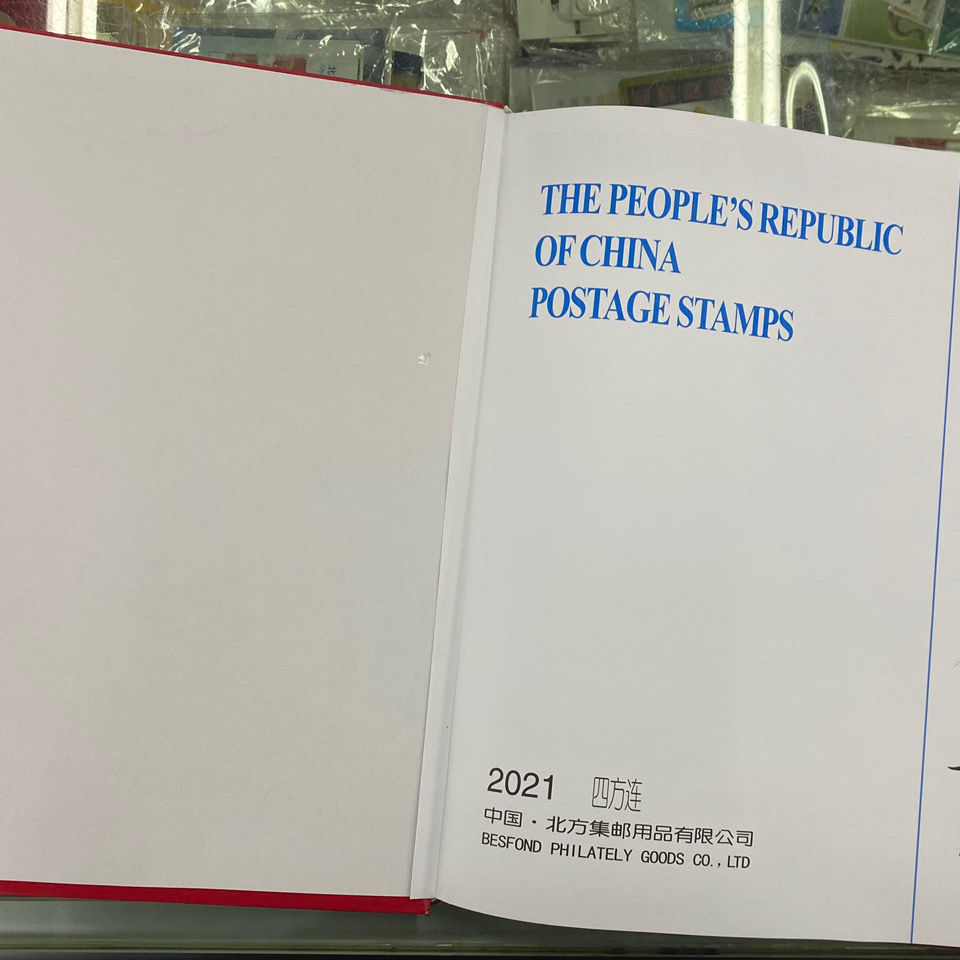 THE PEOPLE'S REPUBLIC
OF CHINA
POSTAGE STAMPS
2021 四方连
中国·北方集邮用品有限公司
BESFOND PHILATELY GOODS CO.,LTD